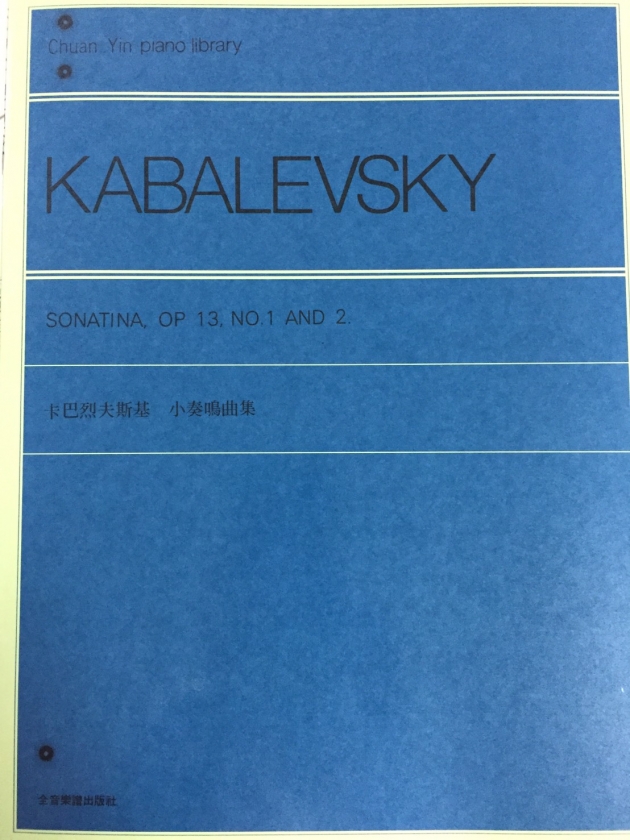 Chuan Yin piano library
KABALEVSKY
SONATINA, OP 13, NO.1 AND 2.
卡巴烈夫斯基 小奏鳴曲集
全音樂譜出版社